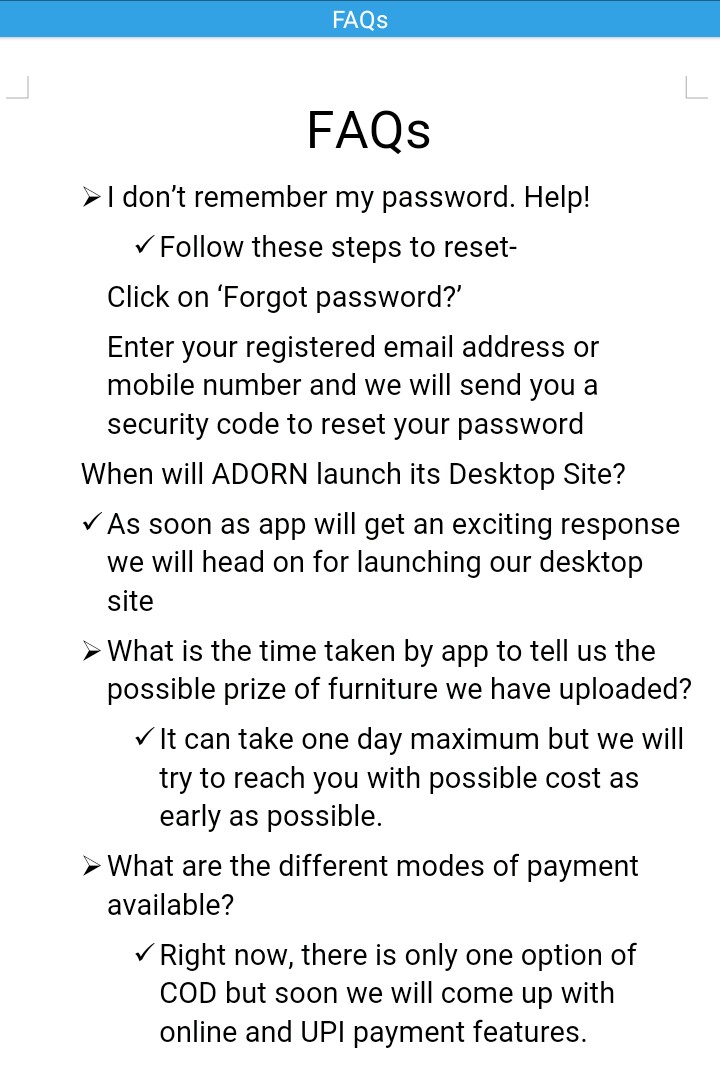 FAQs
FAQs
➢ I don’t remember my password. Help!
✓ Follow these steps to reset-
Click on ‘Forgot password?’
Enter your registered email address or
mobile number and we will send you a
security code to reset your password
When will ADORN launch its Desktop Site?
✓ As soon as app will get an exciting response
we will head on for launching our desktop
site
➢ What is the time taken by app to tell us the
possible prize of furniture we have uploaded?
✓ It can take one day maximum but we will
try to reach you with possible cost as
early as possible.
➢ What are the different modes of payment
available?
✓ Right now, there is only one option of
COD but soon we will come up with
online and UPI payment features.